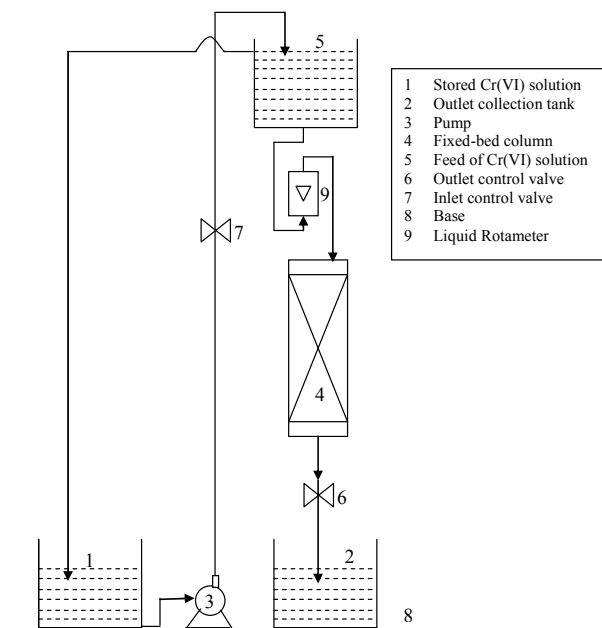 5
1 Stored Cr(VI) solution
2 Outlet collection tank
3 Pump
4 Fixed-bed column
5 Feed of Cr(VI) solution
6 Outlet control valve
7 Inlet control valve
8 Base
9 Liquid Rotameter
9
7
4
6
1
2
3
8